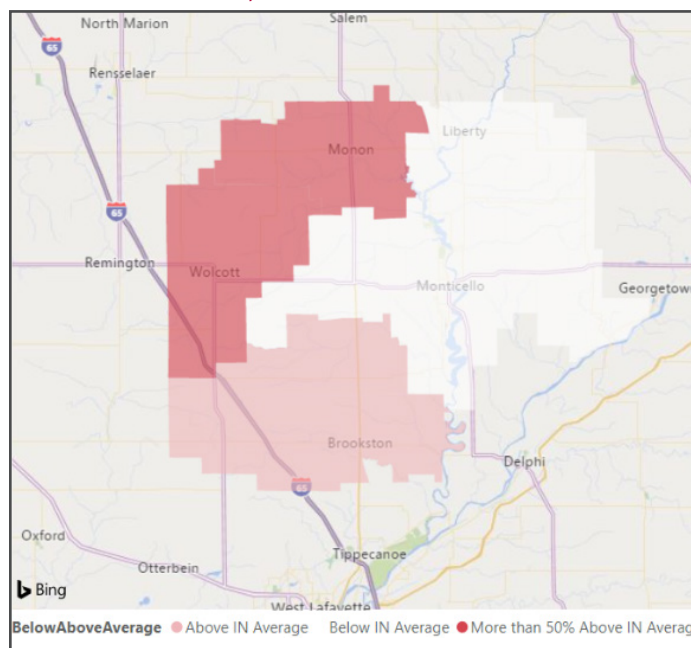 Salem
North Marion
65
Rensselaer
Liberty
Monon
65
Remington
Wolcott
Monticello
Georgetow
Brookston
Delphi
65
Oxford
Tippecanoe
Otterbein
Bing
West Lafayette
BelowAboveAverage Above IN Average Below IN Average More than 50% Above IN Averag